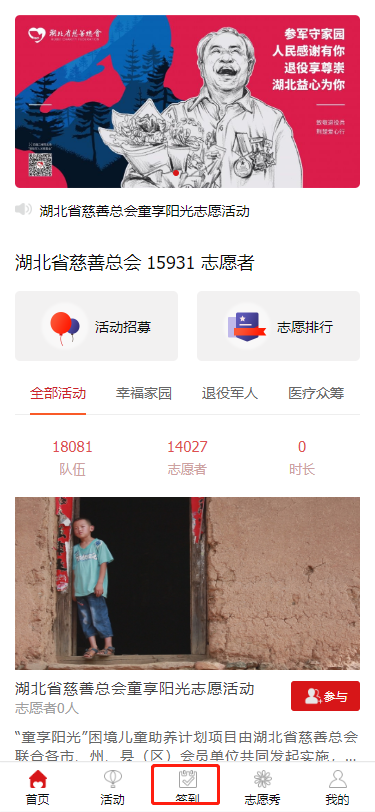 湖北省慈善总会
参军守家园
人民感谢有你
退役享尊崇
湖北益心为你
湖北省慈善总会童享阳光志愿活动
湖北省慈善总会 15931 志愿者
活动招募
志愿排行
全部活动 幸福家园 退役军人 医疗众筹
18081 14027 0
队伍 志愿者 时长
湖北省慈善总会童享阳光志愿活动
志愿者0人
参与
“童享阳光”困境儿童助养计划项目由湖北省慈善总会
联合各市、州、县（区）会员单位共同发起实施，...
首页 活动 签到 志愿秀 我的